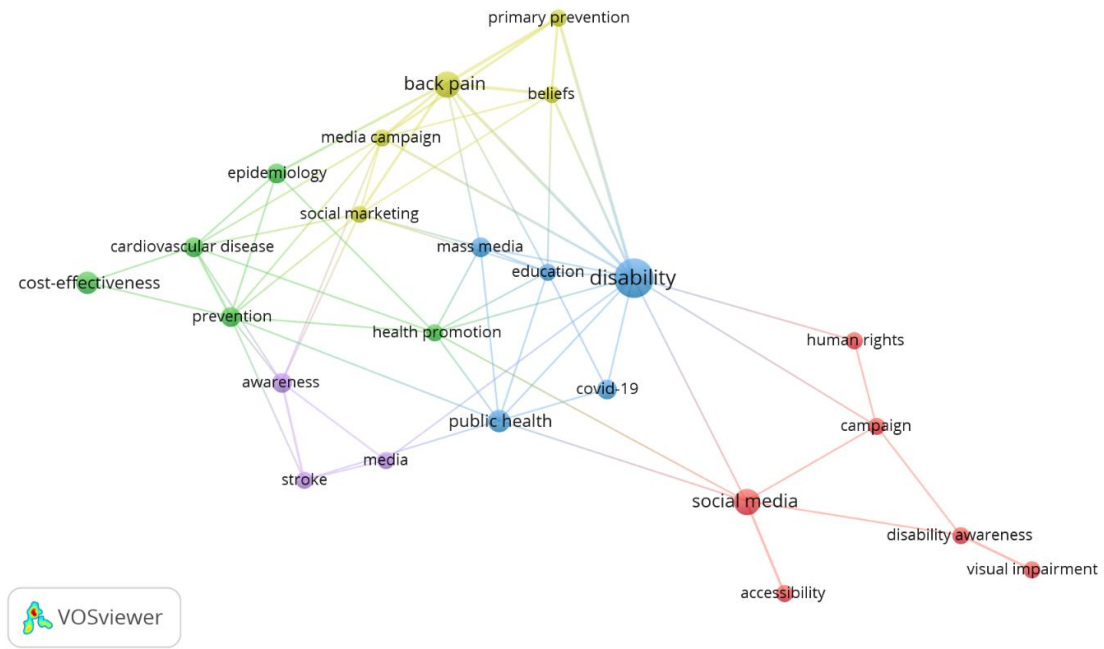 primary prevention
back pain
beliefs
media campaign
epidemiology
social marketing
cardiovascular disease
mass media
education
disability
cost-effectiveness
prevention
health promotion
human rights
awareness
covid-19
public health
campaign
media
stroke
social media
disability awareness
visual impairment
accessibility
VOSviewer